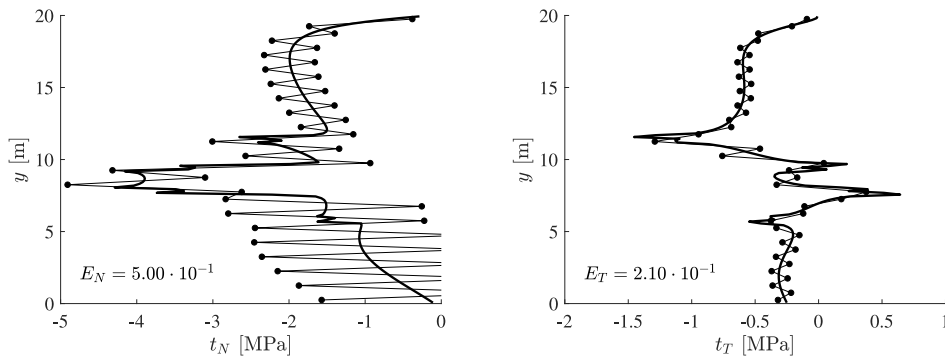 20
15
10
5
0
y [m]
E_N = 5.00 · 10^{-1}
-5 -4 -3 -2 -1 0
t_N [MPa]
20
15
10
5
0
y [m]
E_T = 2.10 · 10^{-1}
-2 -1.5 -1 -0.5 0 0.5 1
t_T [MPa]